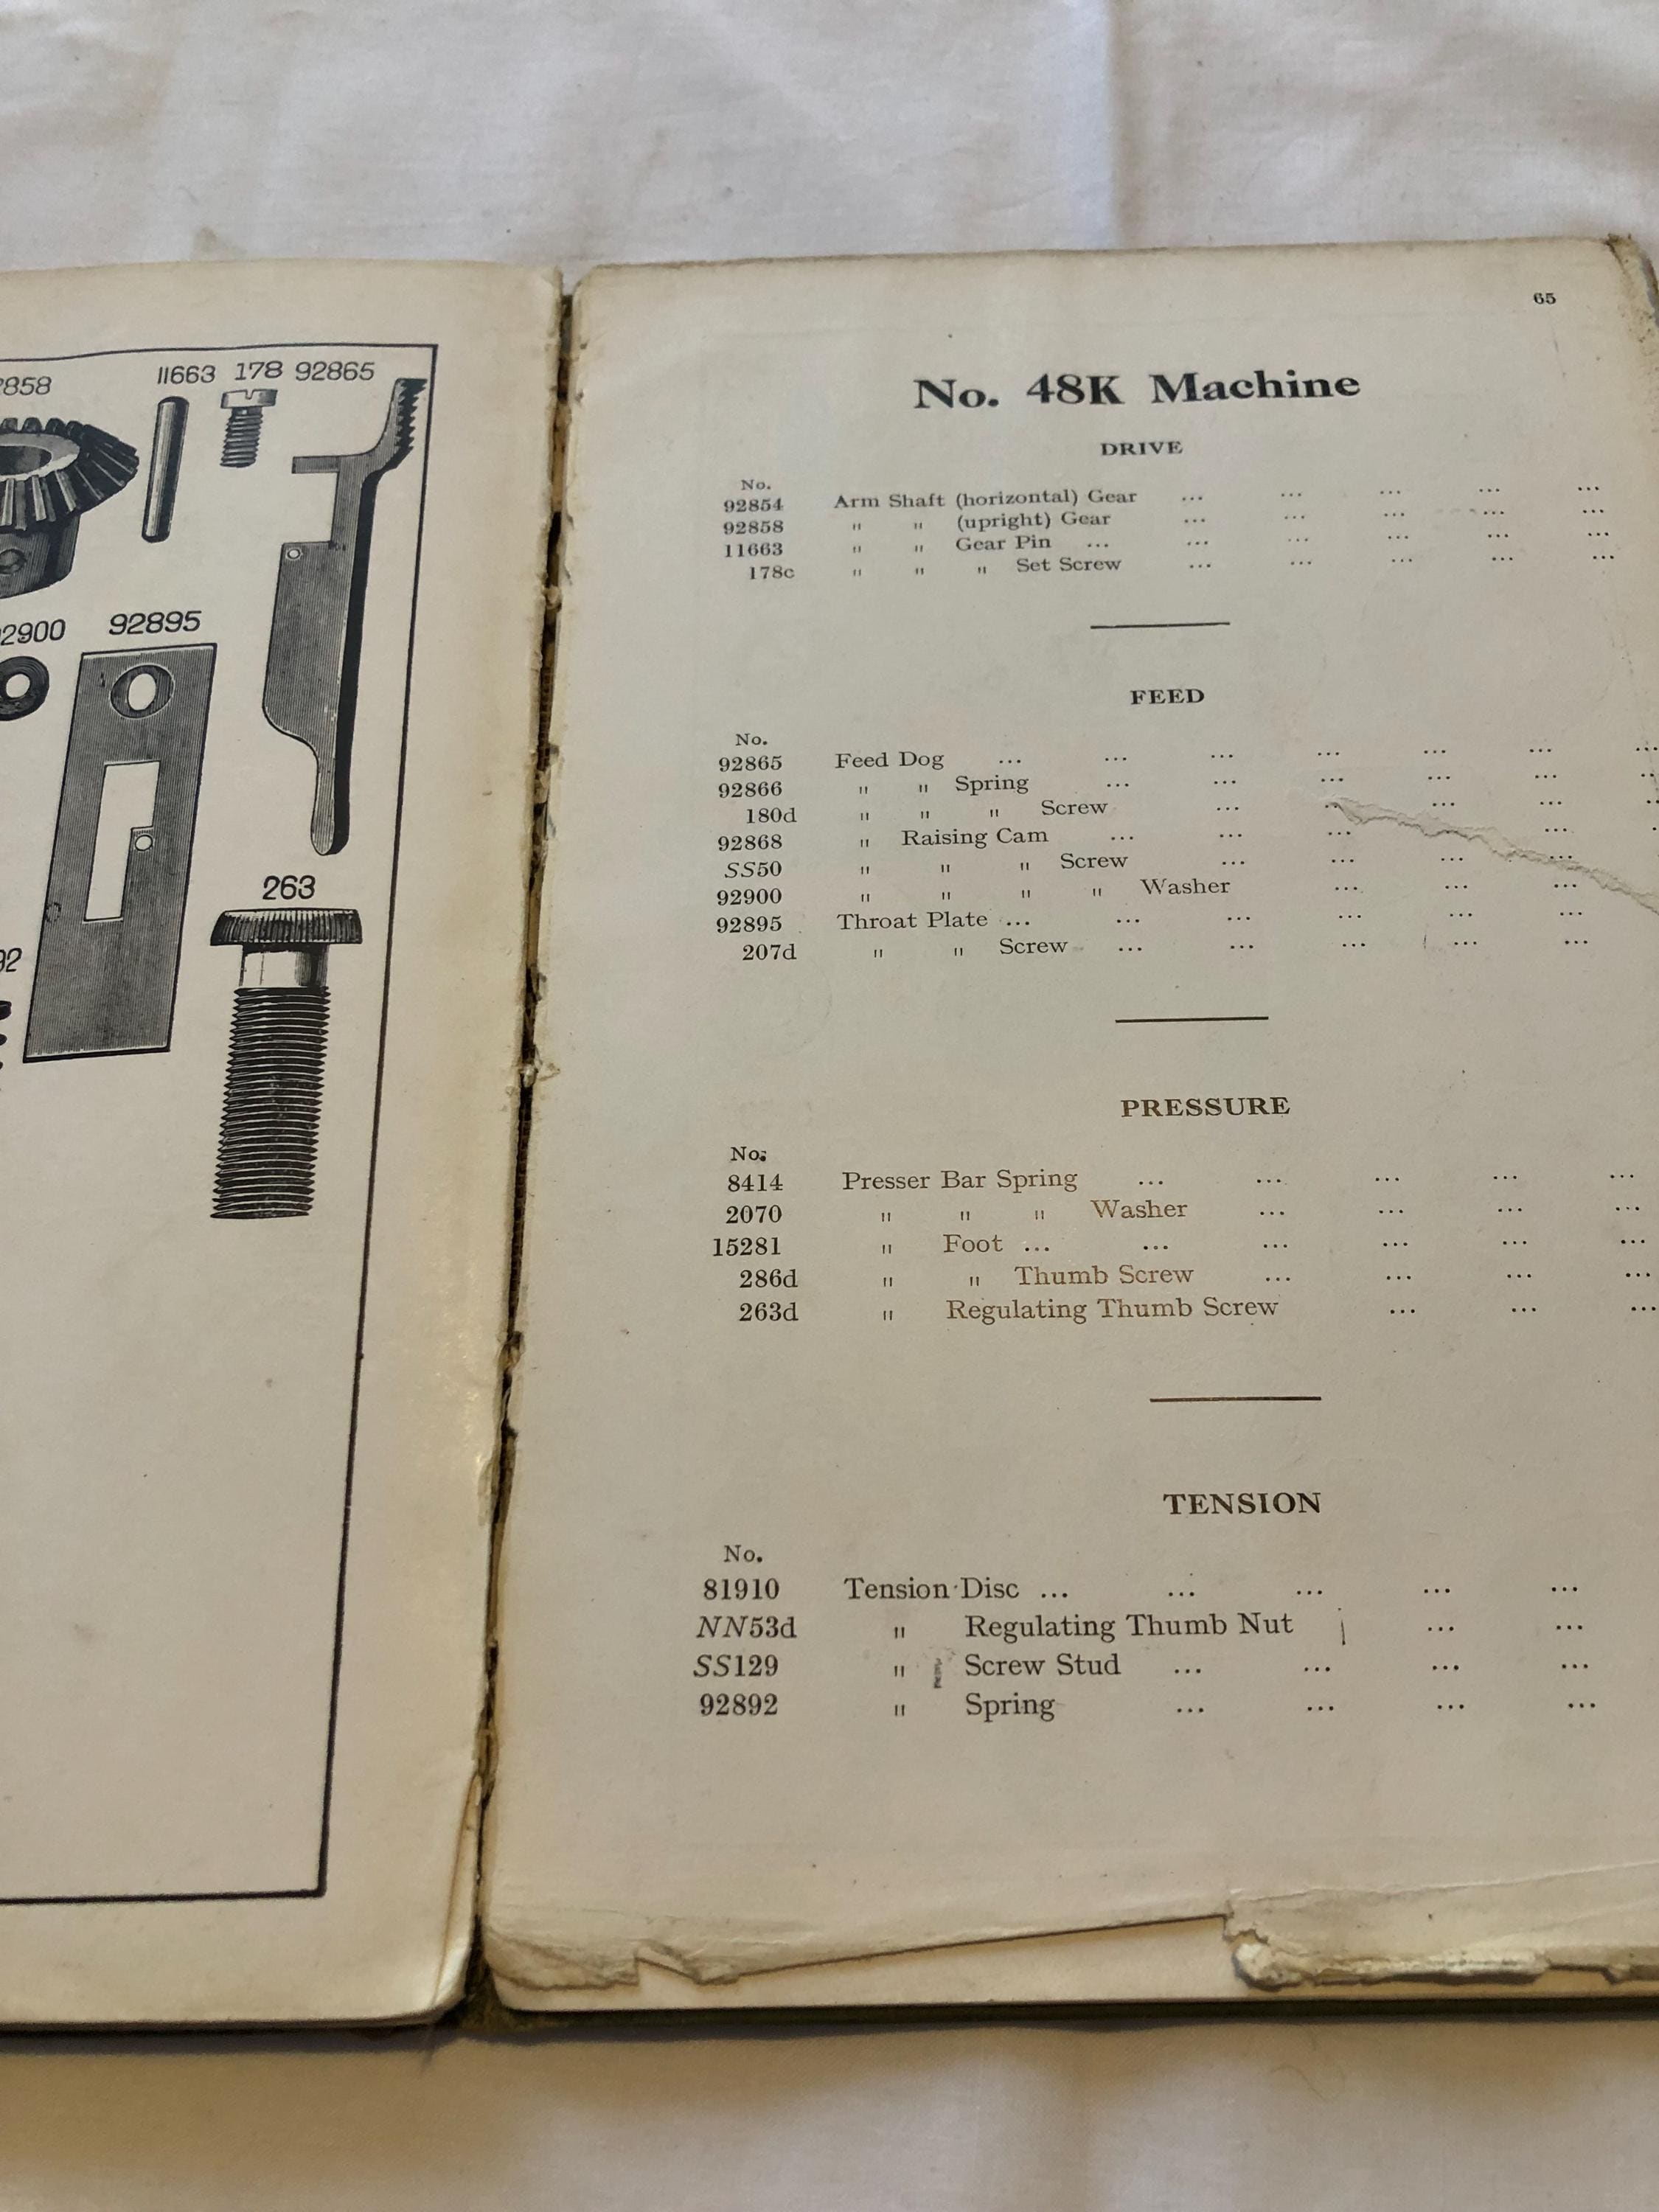 11663 178 92865
92895
263
65
No. 48K Machine
DRIVE
No.
92854 Arm Shaft (horizontal) Gear ... ... ... ... ...
92858 " " (upright) Gear ... ... ... ... ...
11663 " " Gear Pin ... ... ... ... ... ...
178c " " " Set Screw ... ... ... ... ...
FEED
No.
92865 Feed Dog ... ... ... ... ... ... ...
92866 " " Spring ... ... ... ... ... ...
180d " " " Screw ... ... ... ... ...
92868 " Raising Cam ... ... ... ... ...
SS50 " " " Screw ... ... ... ...
92900 " " " " Washer ... ... ...
92895 Throat Plate ... ... ... ... ... ...
207d " " Screw ... ... ... ... ...
PRESSURE
No.
8414 Presser Bar Spring ... ... ... ... ...
2070 " " " Washer ... ... ... ...
15281 " Foot ... ... ... ... ... ...
286d " " Thumb Screw ... ... ... ...
263d " Regulating Thumb Screw ... ... ...
TENSION
No.
81910 Tension Disc ... ... ... ... ...
NN53d " Regulating Thumb Nut ... ...
SS129 " Screw Stud ... ... ... ...
92892 " Spring ... ... ... ...